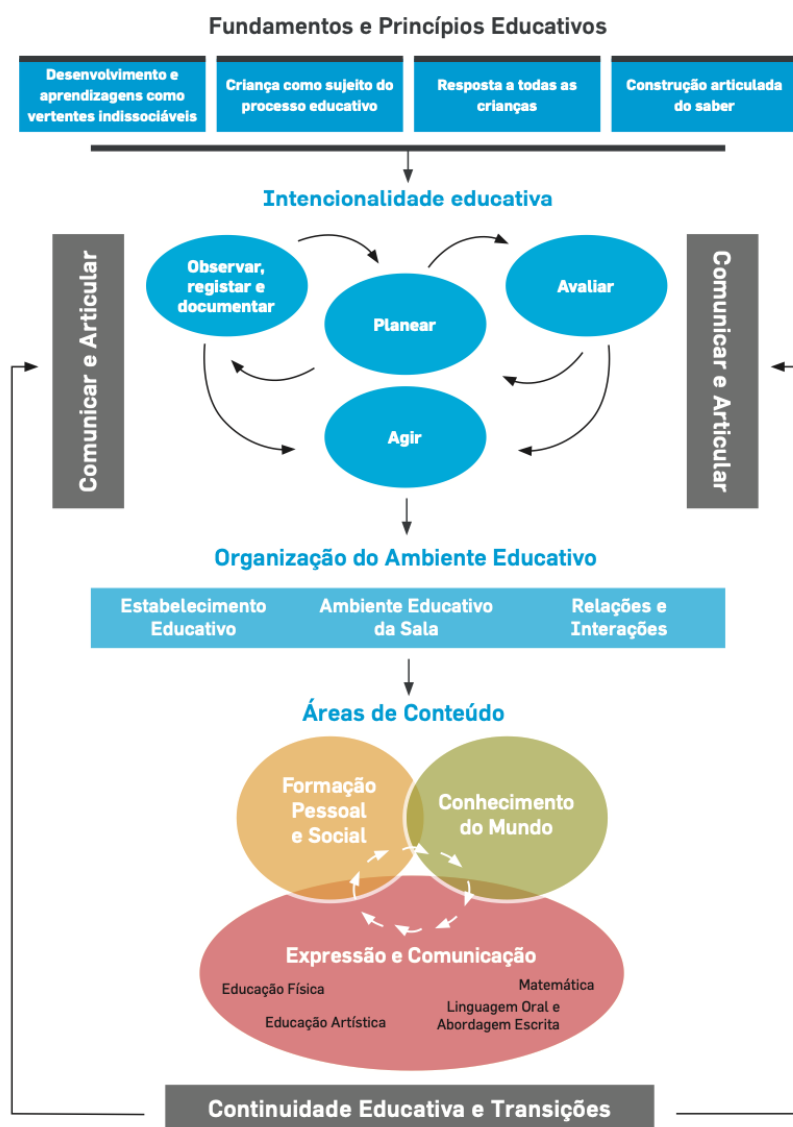 Fundamentos e Princípios Educativos
Desenvolvimento e
aprendizagens como
vertentes indissociáveis
Criança como sujeito do
processo educativo
Resposta a todas as
crianças
Construção articulada
do saber
Intencionalidade educativa
Comunicar e Articular
Observar,
registar e
documentar
Planear
Avaliar
Agir
Comunicar e Articular
Organização do Ambiente Educativo
Estabelecimento
Educativo
Ambiente Educativo
da Sala
Relações e
Interações
Áreas de Conteúdo
Formação
Pessoal
e Social
Conhecimento
do Mundo
Expressão e Comunicação
Educação Física
Matemática
Educação Artística
Linguagem Oral e
Abordagem Escrita
Continuidade Educativa e Transições